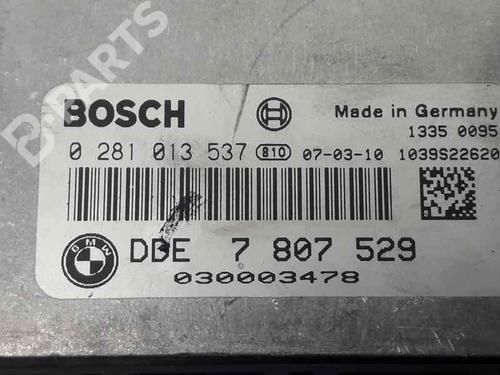 B-PARTS
BOSCH
Made in Germany
1335 0095
0 281 013 537 810 07-03-10 1039S22620
BMW
DDE 7 807 529
030003478